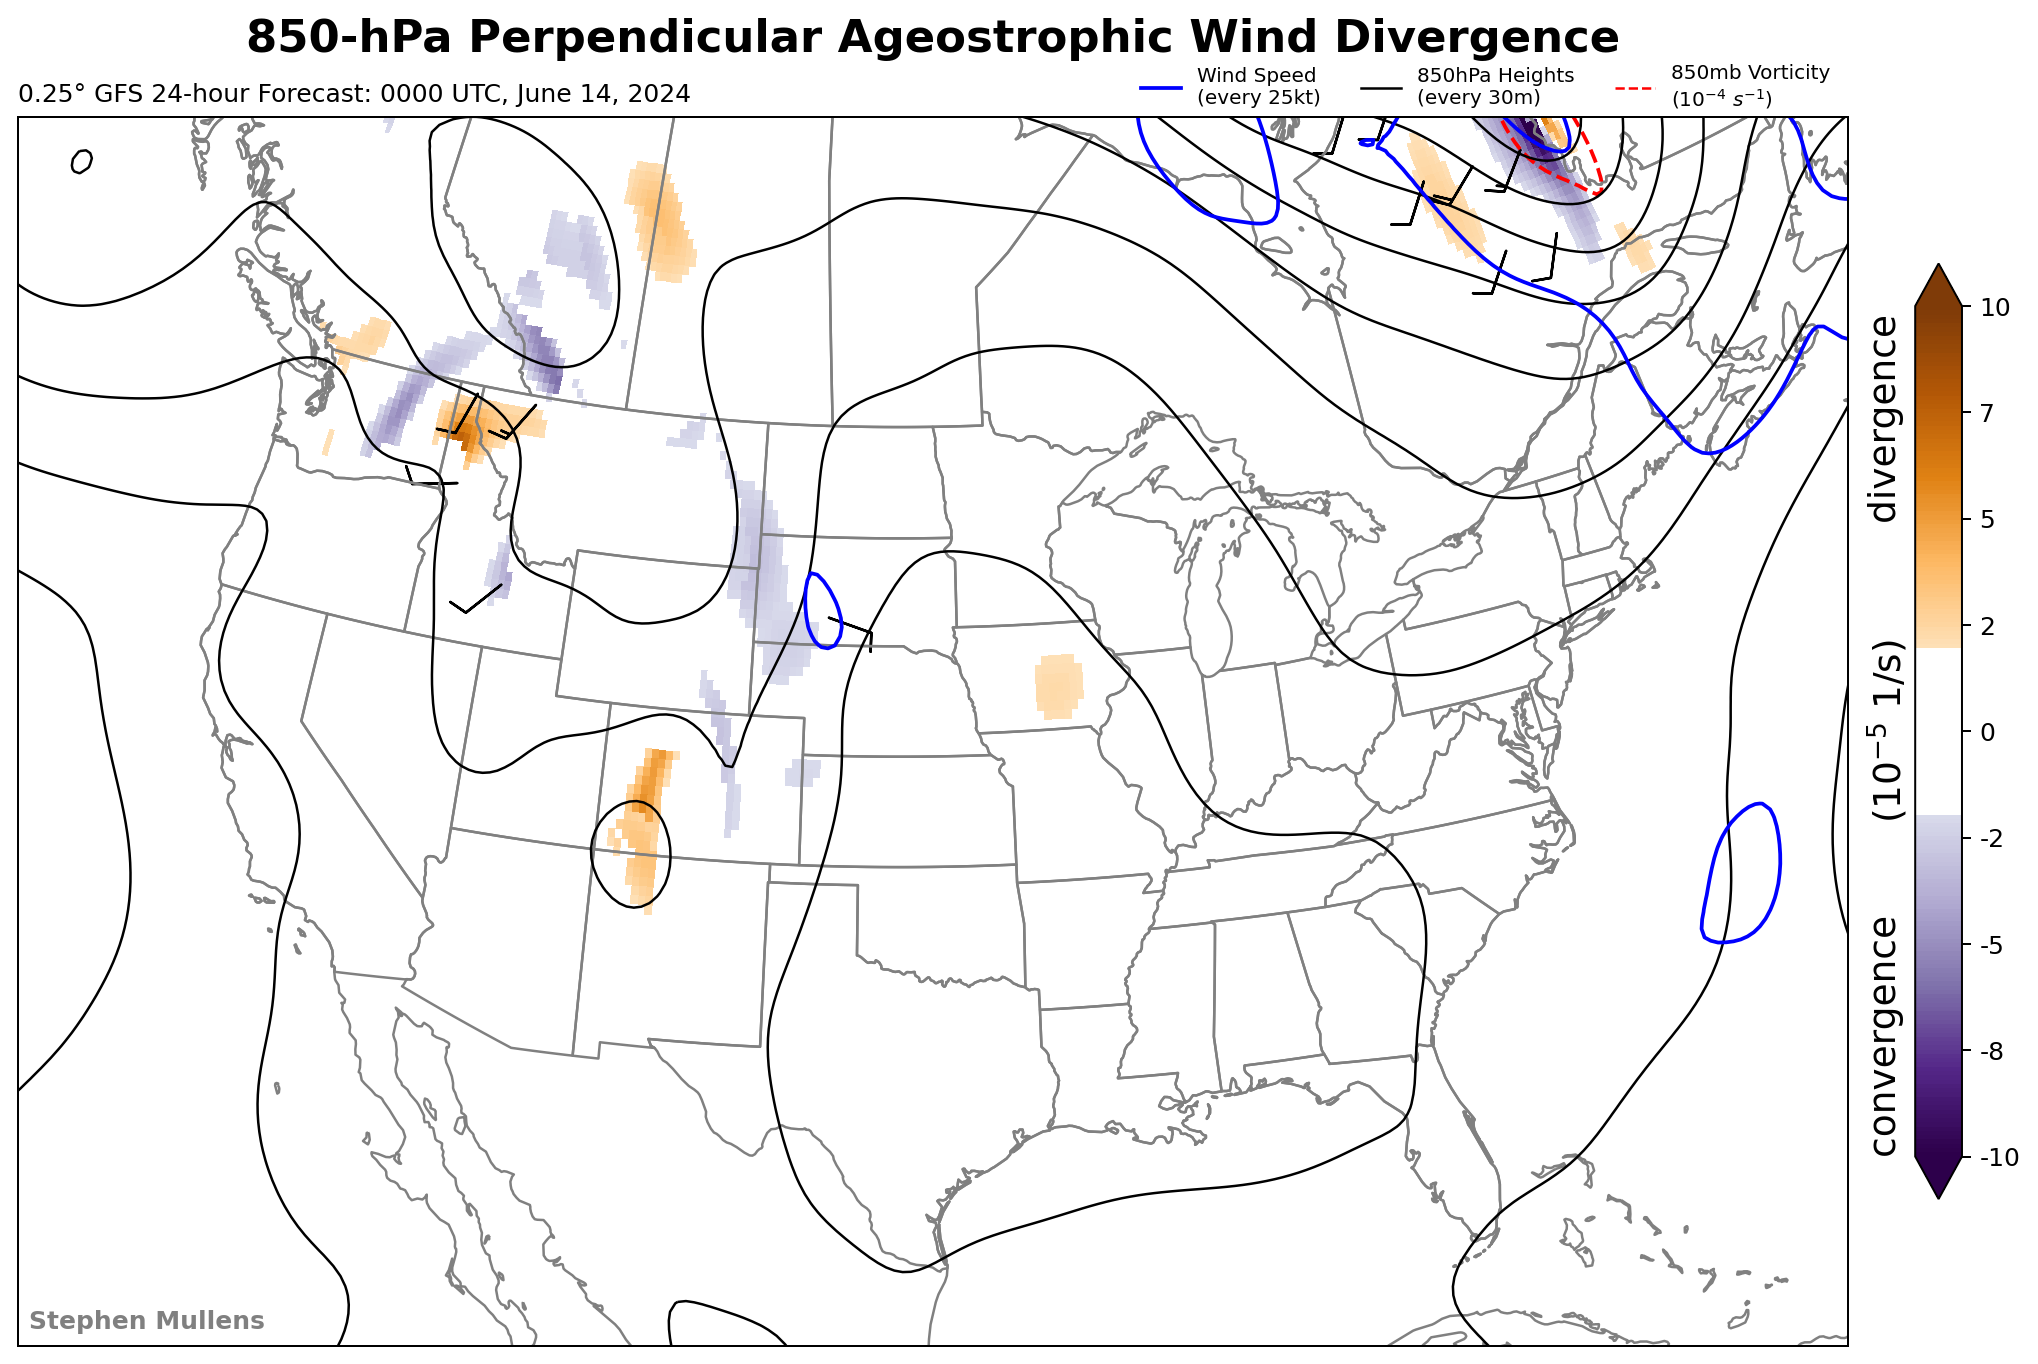 850-hPa Perpendicular Ageostrophic Wind Divergence
0.25° GFS 24-hour Forecast: 0000 UTC, June 14, 2024
Wind Speed
(every 25kt)
850hPa Heights
(every 30m)
850mb Vorticity
(10⁻⁴ s⁻¹)
10
7
5
2
0
-2
-5
-8
-10
convergence (10⁻⁵ 1/s) divergence
Stephen Mullens